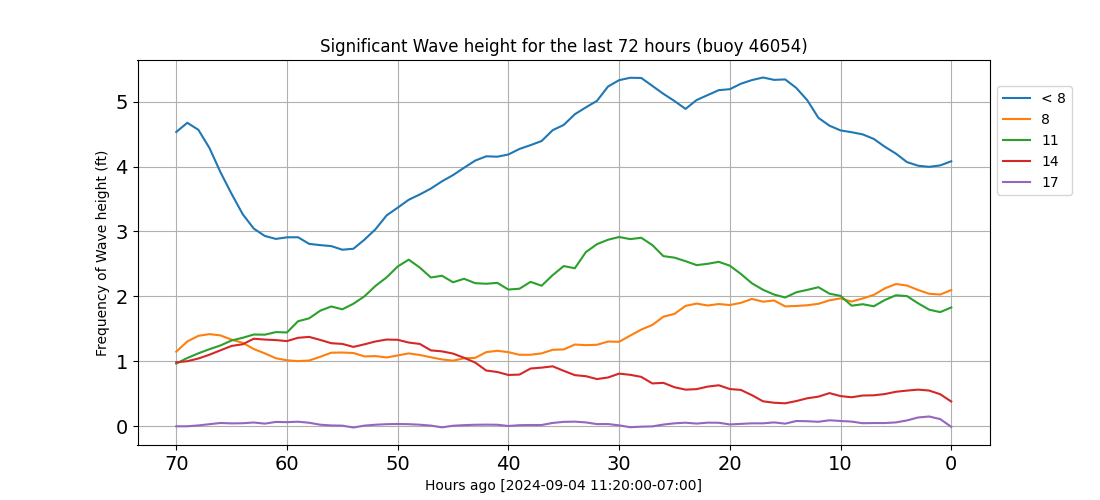 Significant Wave height for the last 72 hours (buoy 46054)
Frequency of Wave height (ft)
5
4
3
2
1
0
70 60 50 40 30 20 10 0
Hours ago [2024-09-04 11:20:00-07:00]
< 8
8
11
14
17